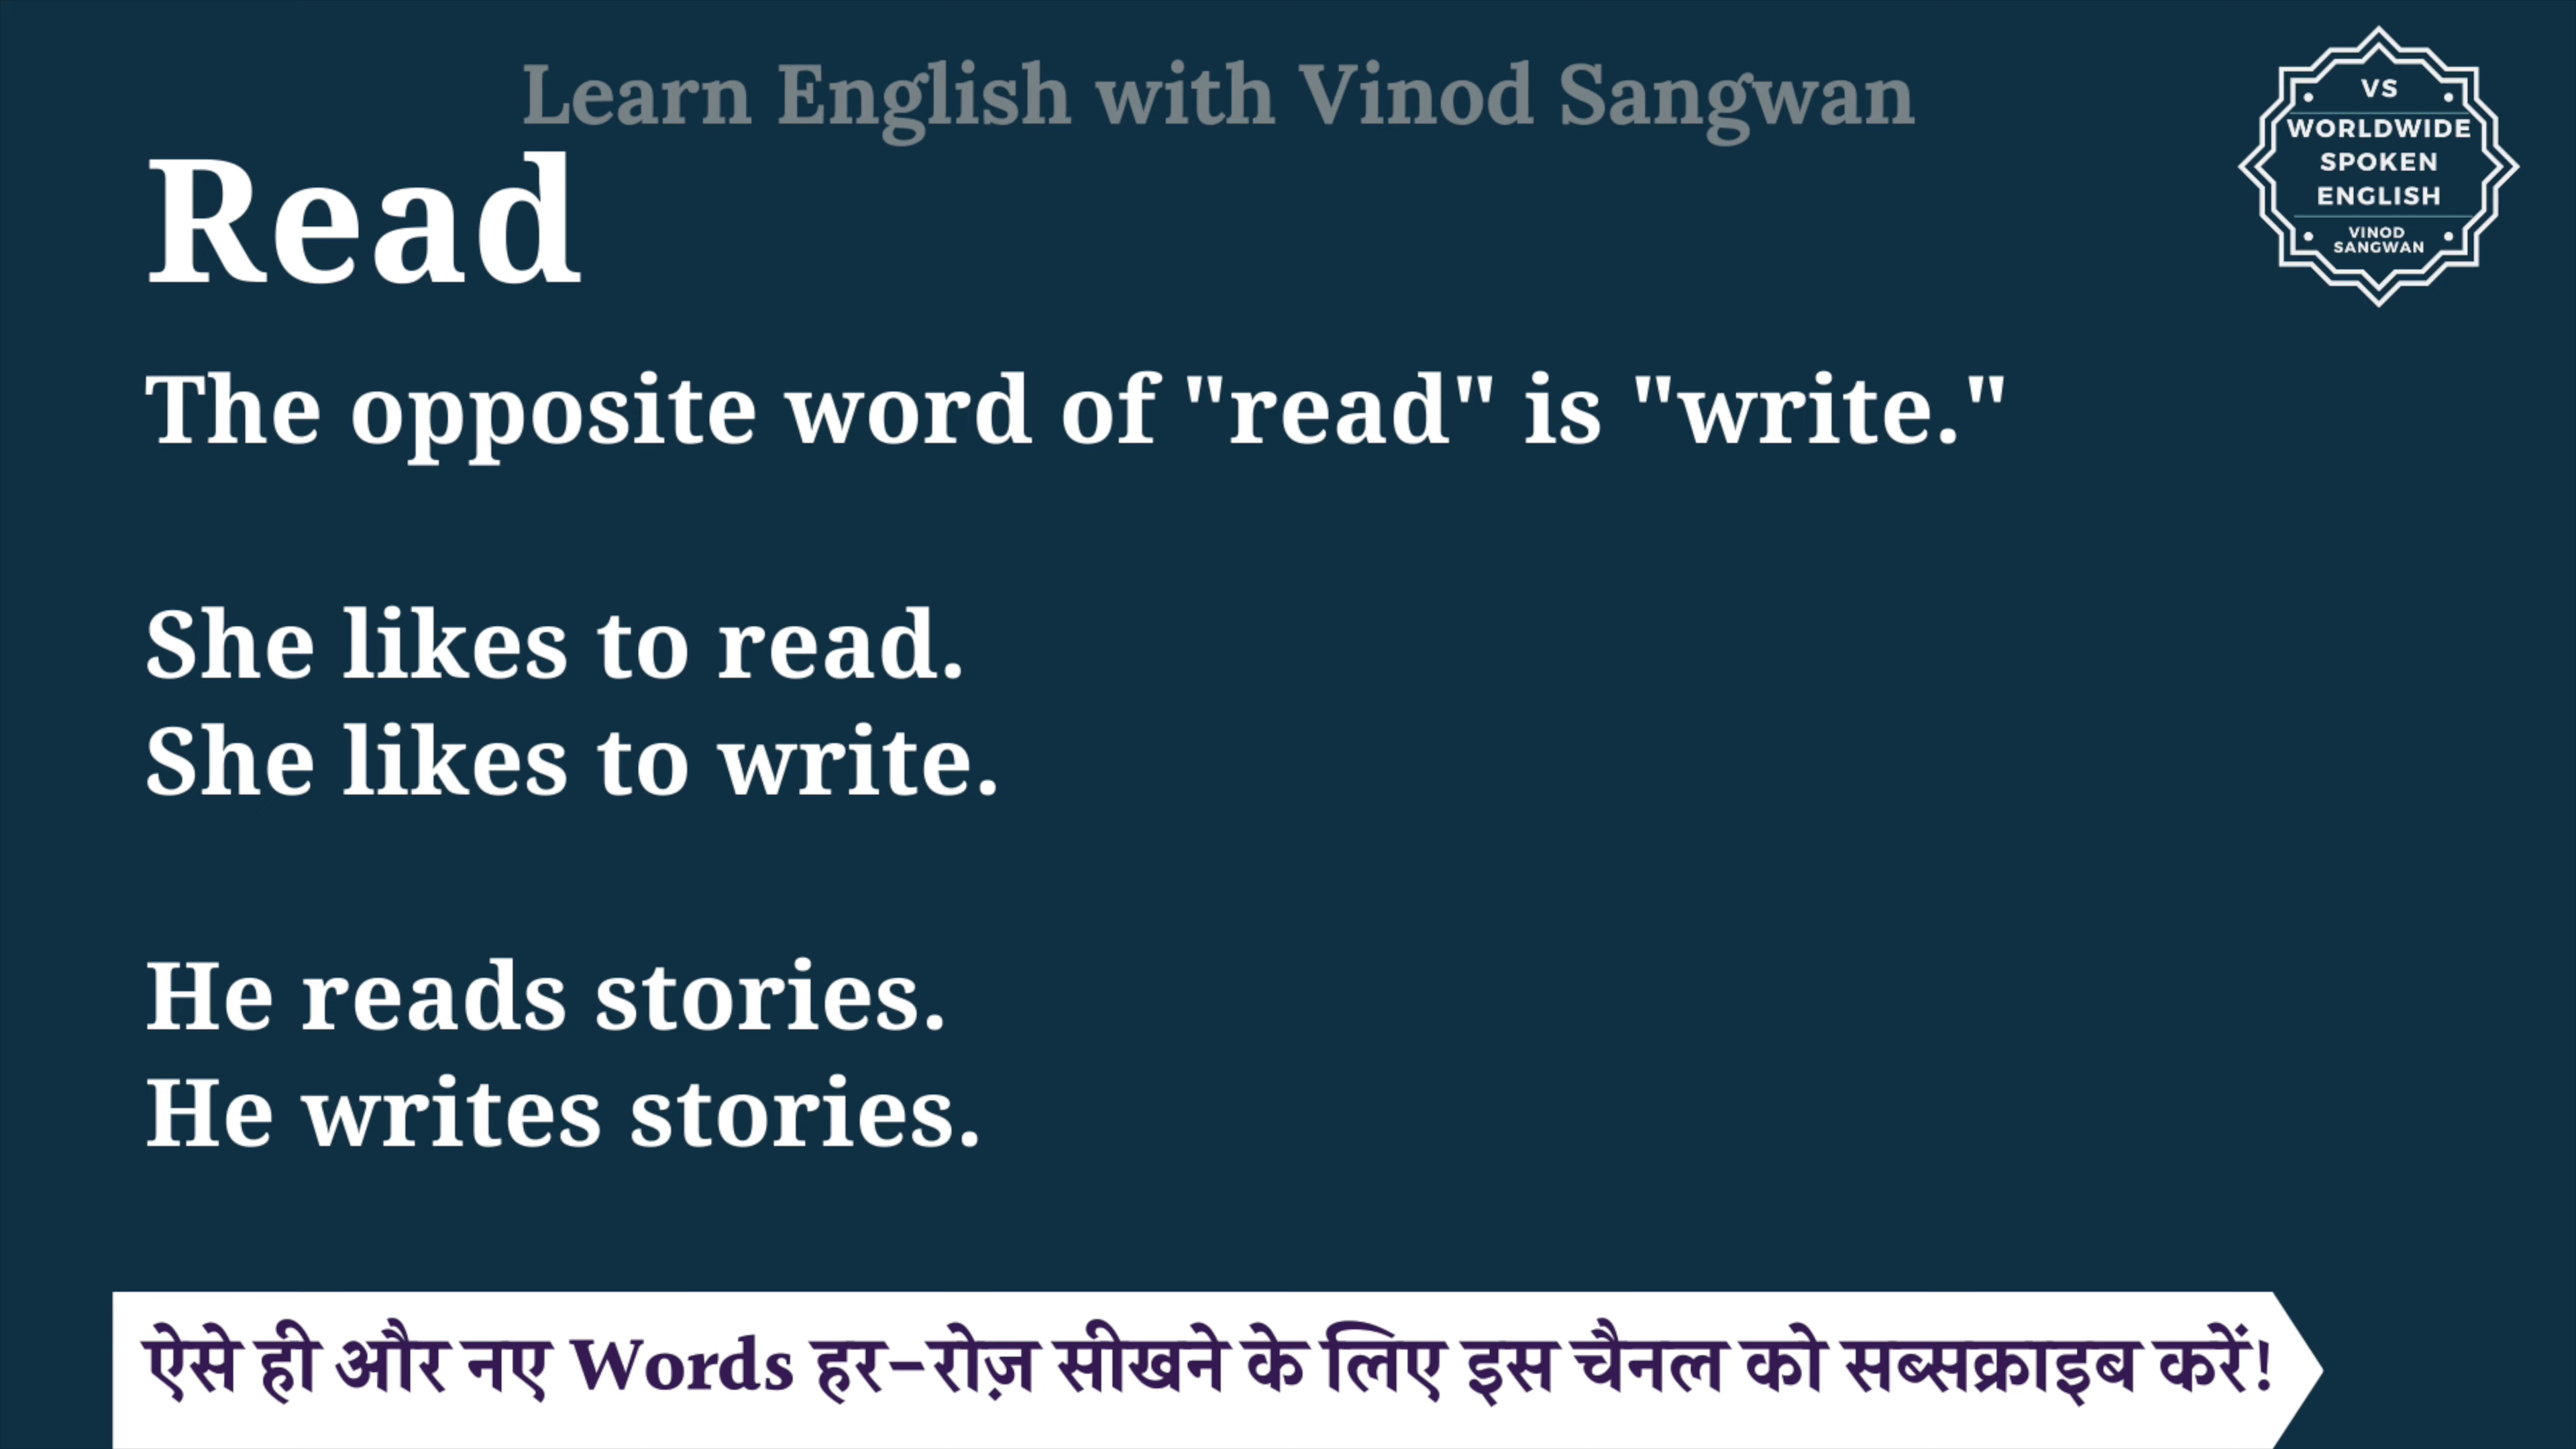 Learn English with Vinod Sangwan
VS
WORLDWIDE
SPOKEN
ENGLISH
VINOD
SANGWAN
Read
The opposite word of "read" is "write."
She likes to read.
She likes to write.
He reads stories.
He writes stories.
ऐसे ही और नए Words हर-रोज़ सीखने के लिए इस चैनल को सब्सक्राइब करें!